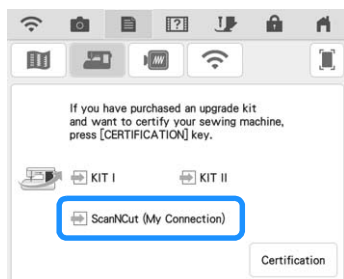 If you have purchased an upgrade kit
and want to certify your sewing machine,
press [CERTIFICATION] key.
KIT I KIT II
ScanNCut (My Connection)
Certification